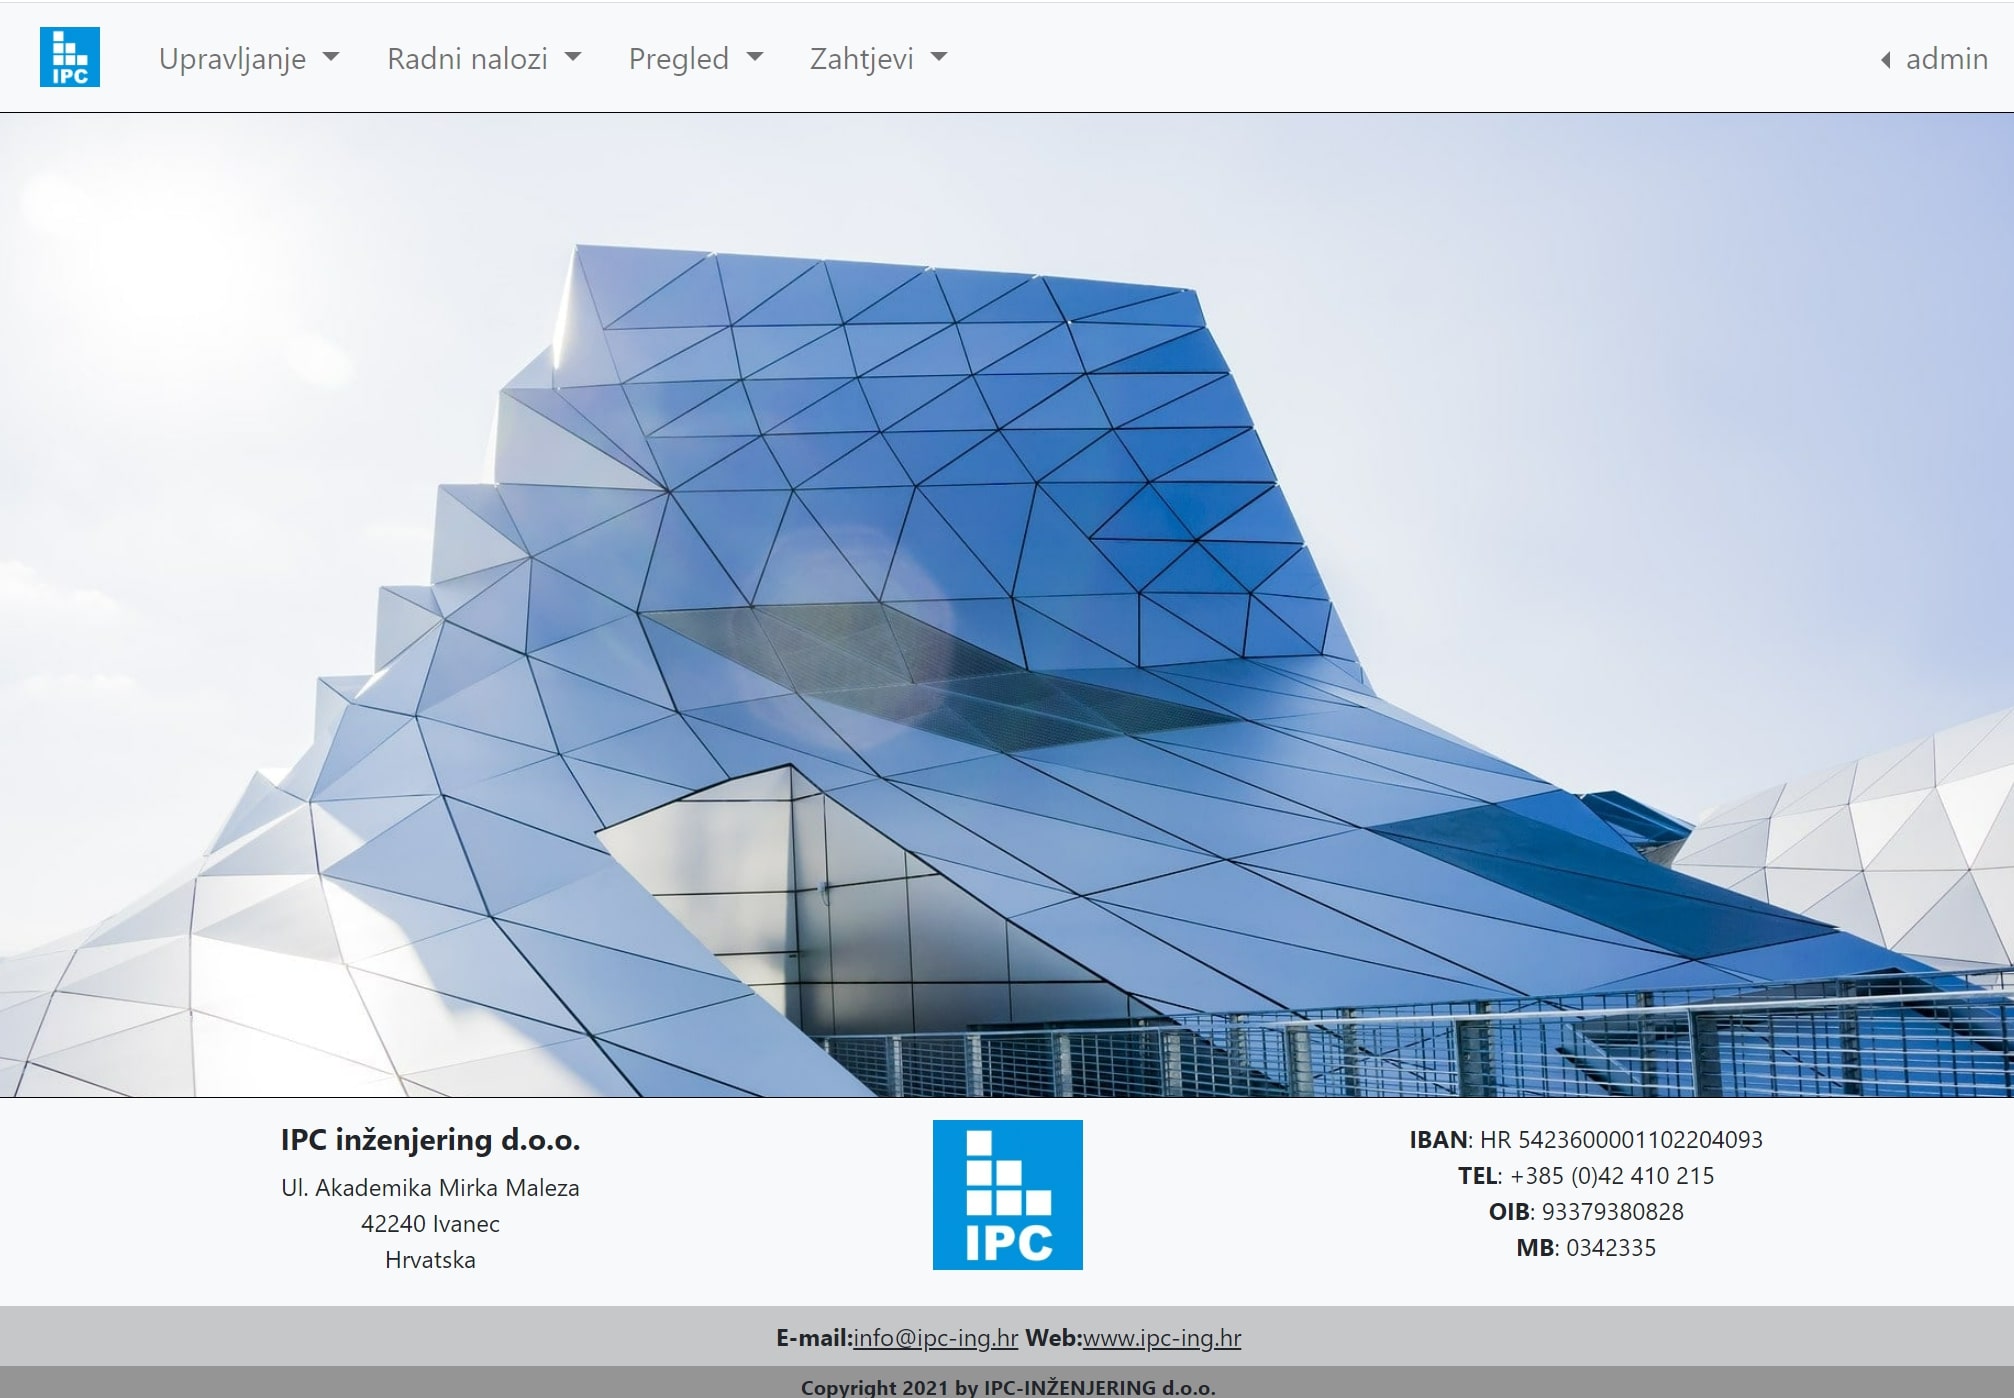 IPC
Upravljanje
Radni nalozi
Pregled
Zahtjevi
admin
IPC inženjering d.o.o.
Ul. Akademika Mirka Maleza
42240 Ivanec
Hrvatska
IPC
IBAN: HR 5423600001102204093
TEL: +385 (0)42 410 215
OIB: 93379380828
MB: 0342335
E-mail:info@ipc-ing.hr Web:www.ipc-ing.hr
Copyright 2021 by IPC-INŽENJERING d.o.o.